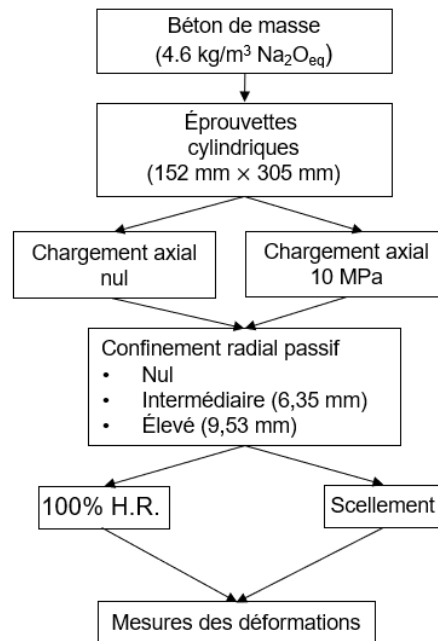 Béton de masse
(4.6 kg/m³ Na₂Oeq)
Éprouvettes
cylindriques
(152 mm × 305 mm)
Chargement axial
nul
Chargement axial
10 MPa
Confinement radial passif
• Nul
• Intermédiaire (6,35 mm)
• Élevé (9,53 mm)
100% H.R.
Scellement
Mesures des déformations